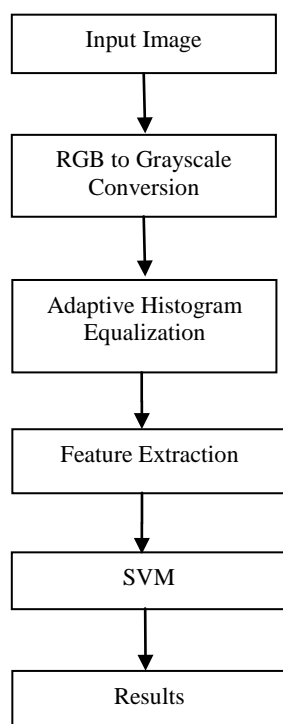 Input Image
RGB to Grayscale
Conversion
Adaptive Histogram
Equalization
Feature Extraction
SVM
Results